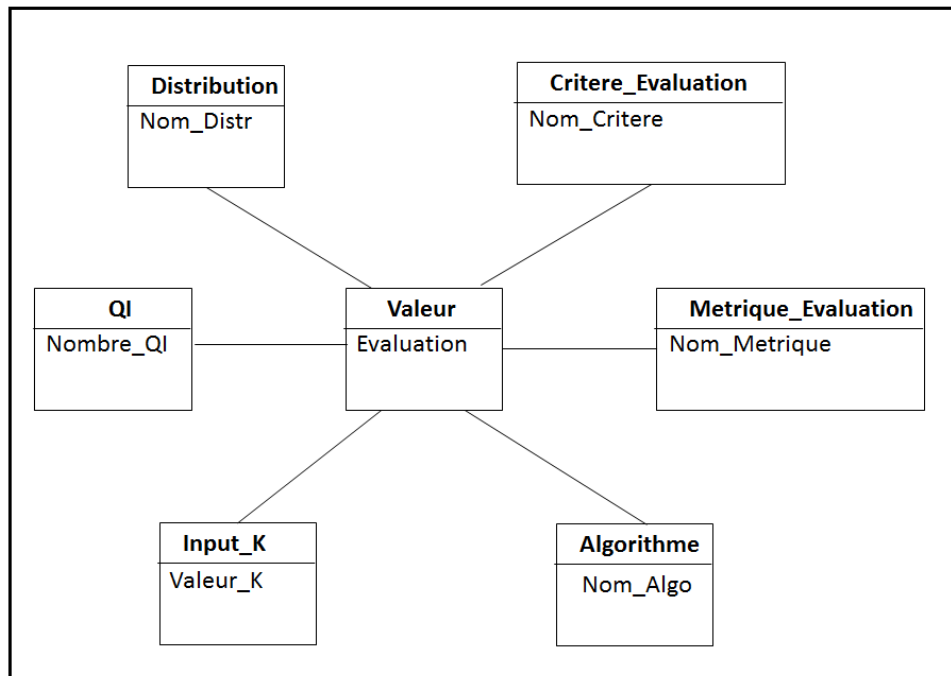 Distribution
Nom_Distr
Critere_Evaluation
Nom_Critere
QI
Nombre_QI
Valeur
Evaluation
Metrique_Evaluation
Nom_Metrique
Input_K
Valeur_K
Algorithme
Nom_Algo